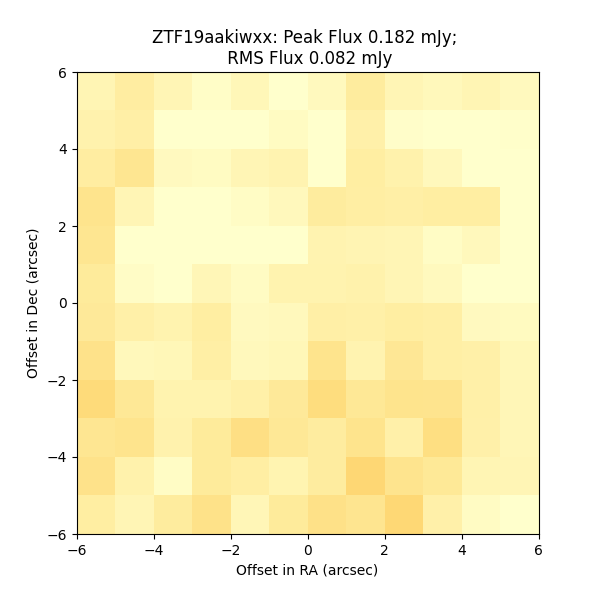 ZTF19aakiwxx: Peak Flux 0.182 mJy;
RMS Flux 0.082 mJy
6
4
2
0
−2
−4
−6
Offset in Dec (arcsec)
−6 −4 −2 0 2 4 6
Offset in RA (arcsec)